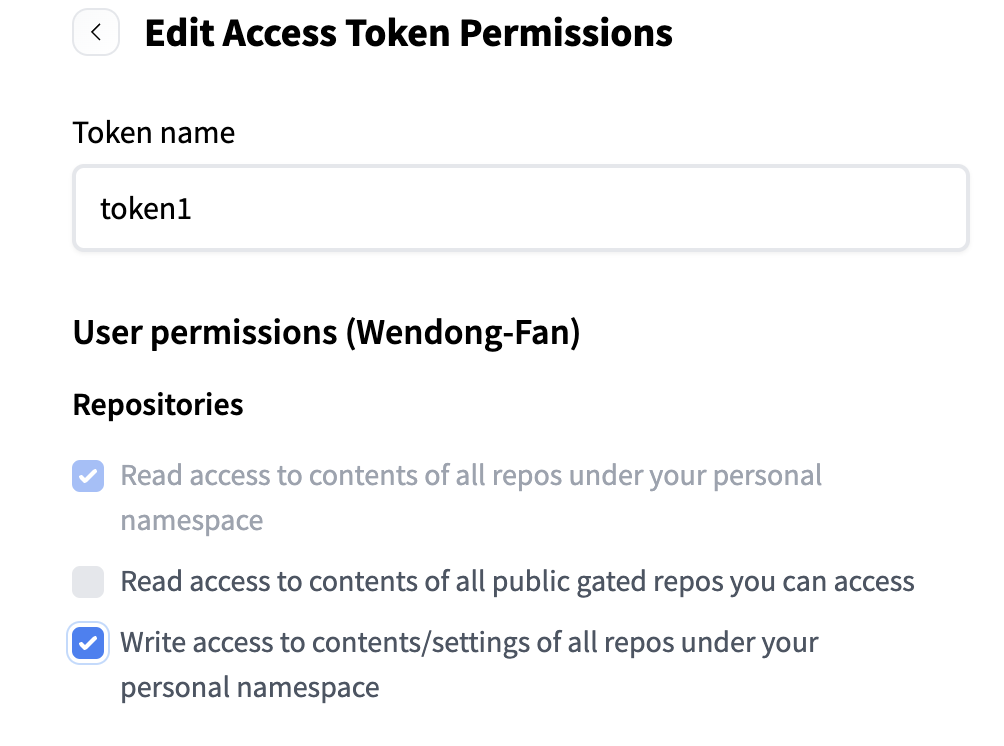 Edit Access Token Permissions
Token name
token1
User permissions (Wendong-Fan)
Repositories
Read access to contents of all repos under your personal
namespace
Read access to contents of all public gated repos you can access
Write access to contents/settings of all repos under your
personal namespace